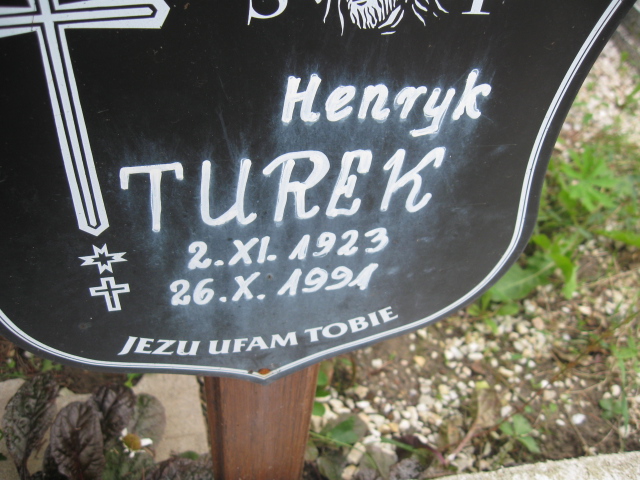 Henryk
TUREK
2. XI. 1923
26. X. 1991
JEZU UFAM TOBIE